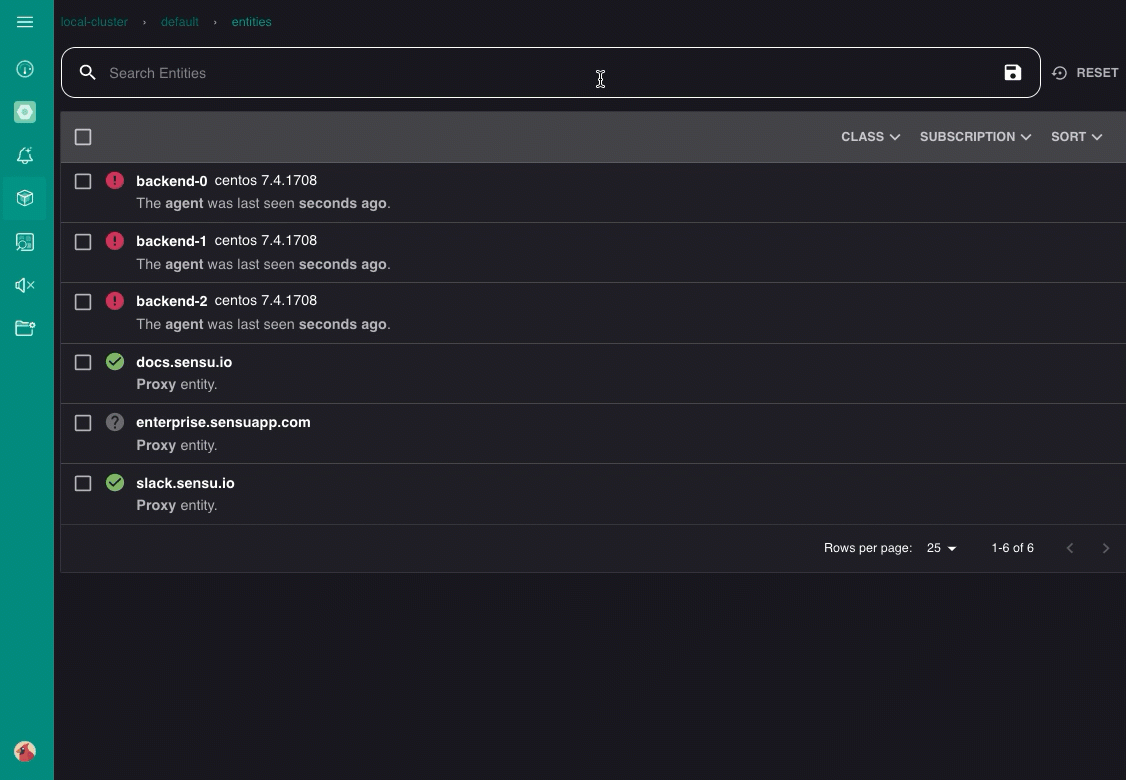 local-cluster › default › entities
Search Entities
RESET
CLASS SUBSCRIPTION SORT
backend-0 centos 7.4.1708
The agent was last seen seconds ago.
backend-1 centos 7.4.1708
The agent was last seen seconds ago.
backend-2 centos 7.4.1708
The agent was last seen seconds ago.
docs.sensu.io
Proxy entity.
enterprise.sensuapp.com
Proxy entity.
slack.sensu.io
Proxy entity.
Rows per page: 25 1-6 of 6